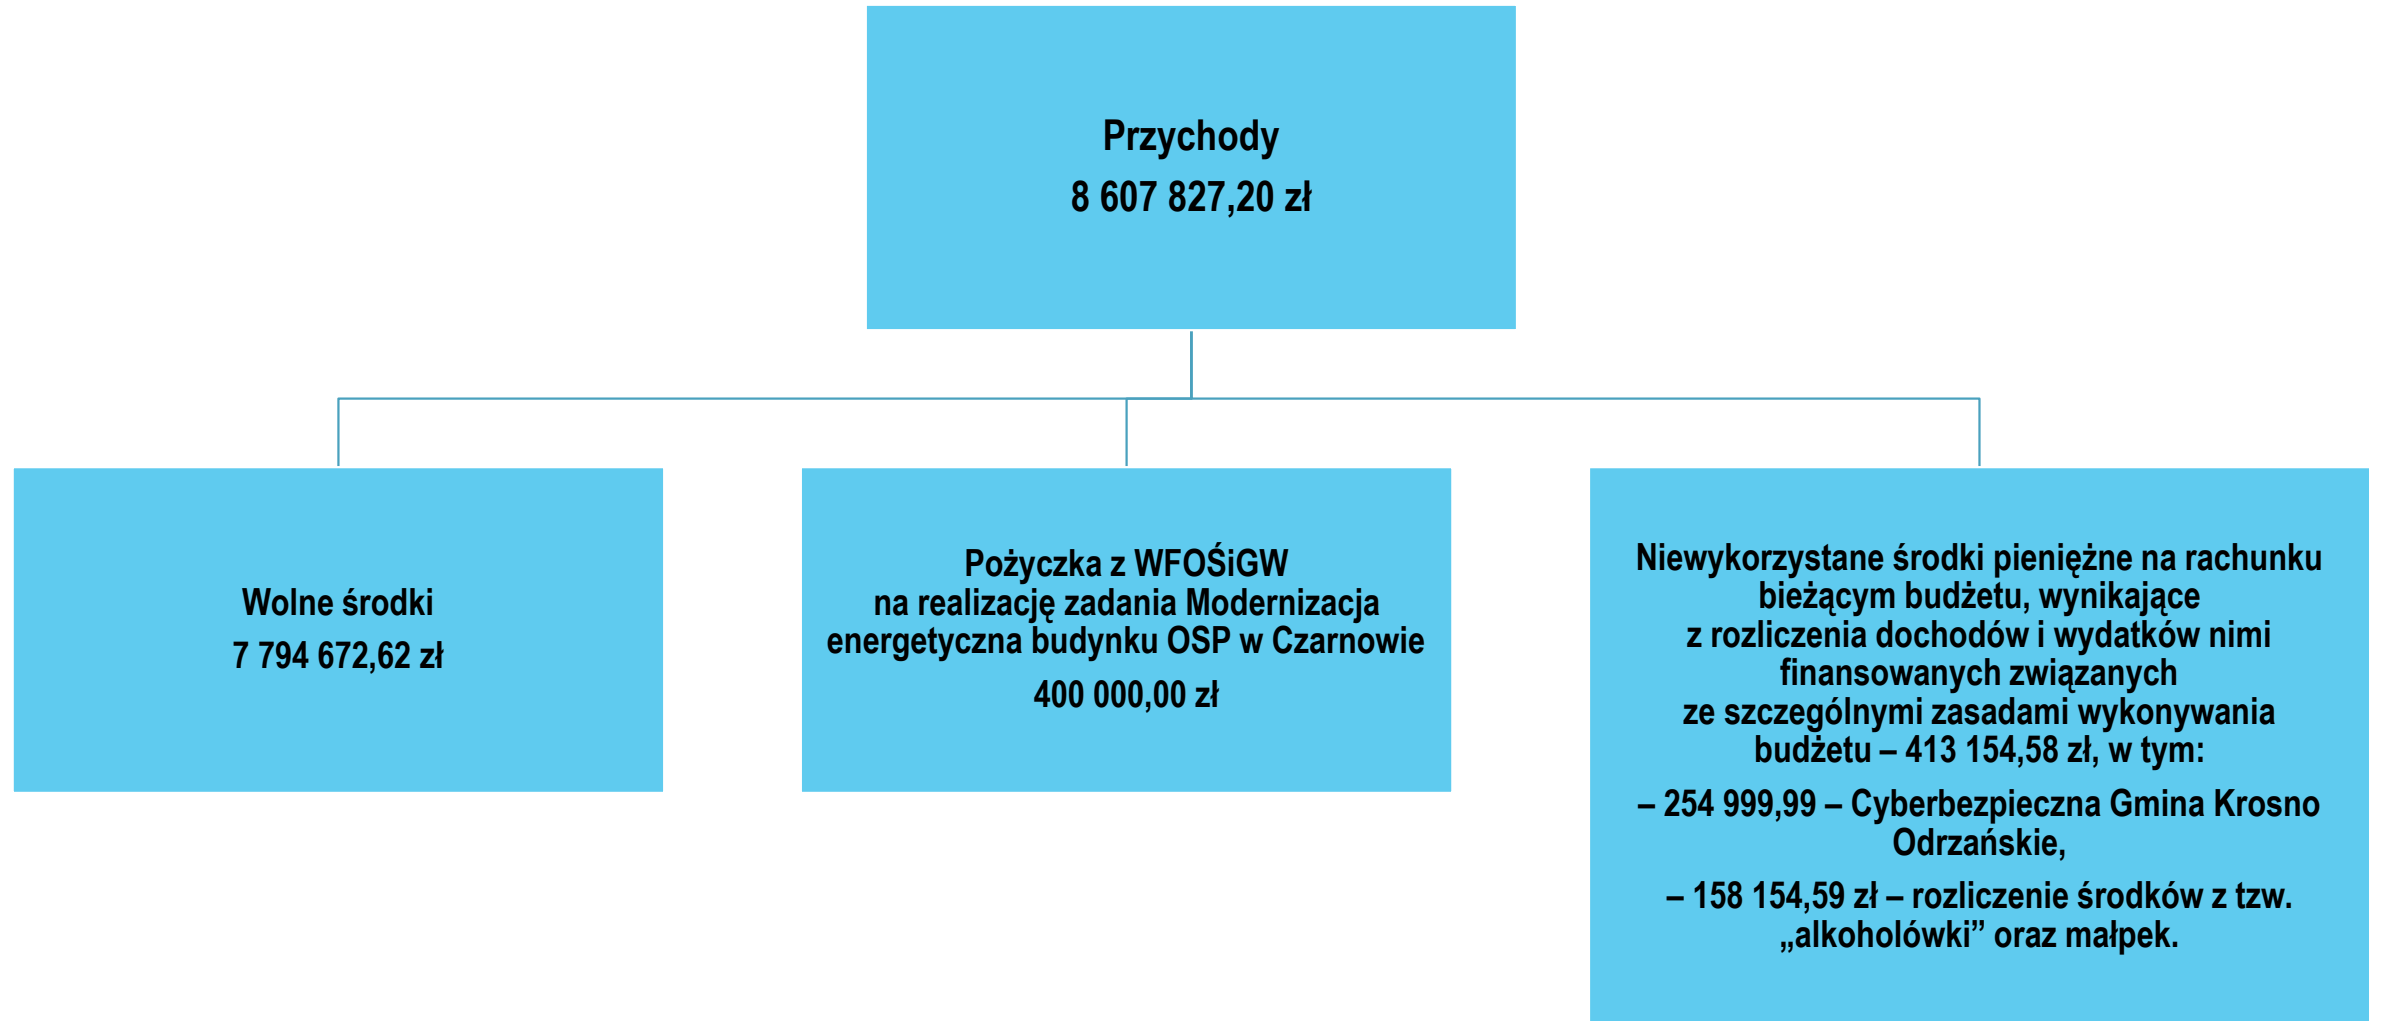 Przychody
8 607 827,20 zł
Wolne środki
7 794 672,62 zł
Pożyczka z WFOŚiGW
na realizację zadania Modernizacja
energetyczna budynku OSP w Czarnowie
400 000,00 zł
Niewykorzystane środki pieniężne na rachunku
bieżącym budżetu, wynikające
z rozliczenia dochodów i wydatków nimi
finansowanych związanych
ze szczególnymi zasadami wykonywania
budżetu – 413 154,58 zł, w tym:
– 254 999,99 – Cyberbezpieczna Gmina Krosno
Odrzańskie,
– 158 154,59 zł – rozliczenie środków z tzw.
„alkoholówki” oraz małpek.